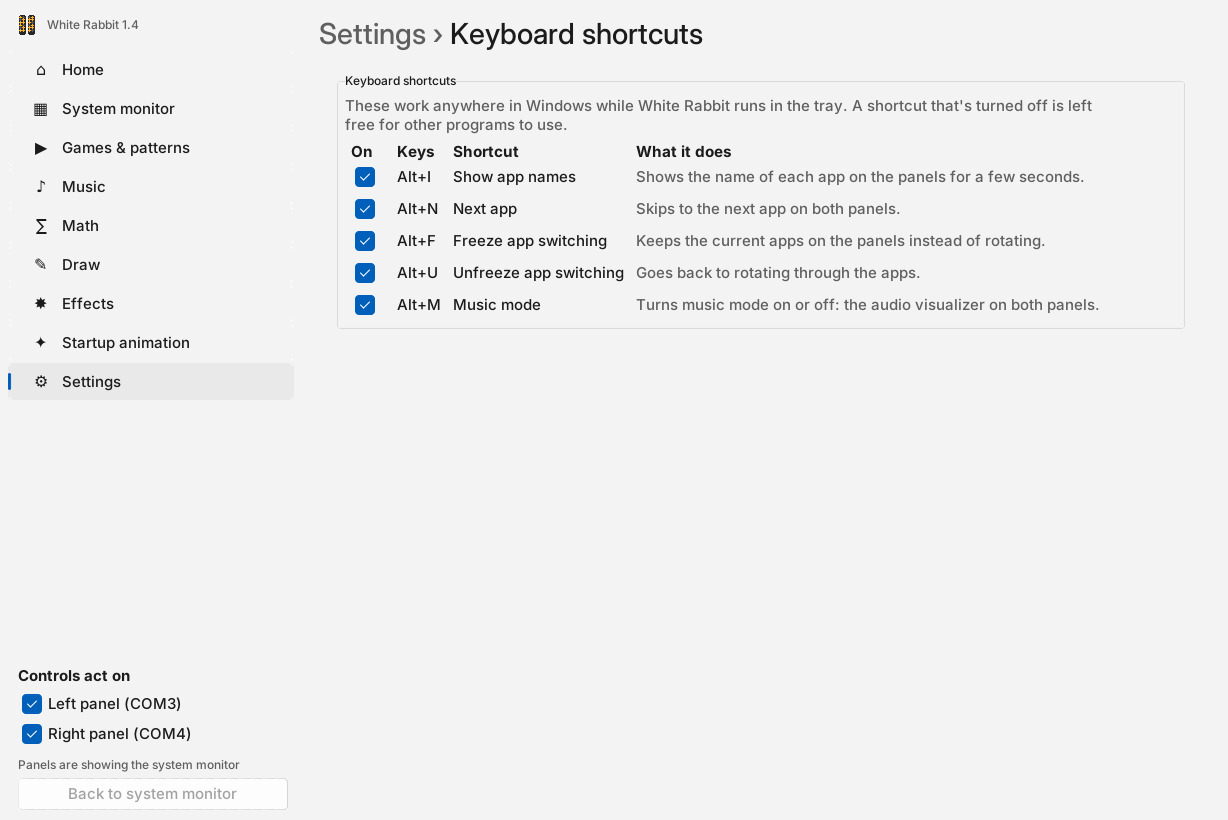 White Rabbit 1.4
Home
System monitor
Games & patterns
Music
Math
Draw
Effects
Startup animation
Settings
Controls act on
Left panel (COM3)
Right panel (COM4)
Panels are showing the system monitor
Back to system monitor
Settings › Keyboard shortcuts
Keyboard shortcuts
These work anywhere in Windows while White Rabbit runs in the tray. A shortcut that's turned off is left
free for other programs to use.
On Keys Shortcut What it does
Alt+I Show app names Shows the name of each app on the panels for a few seconds.
Alt+N Next app Skips to the next app on both panels.
Alt+F Freeze app switching Keeps the current apps on the panels instead of rotating.
Alt+U Unfreeze app switching Goes back to rotating through the apps.
Alt+M Music mode Turns music mode on or off: the audio visualizer on both panels.